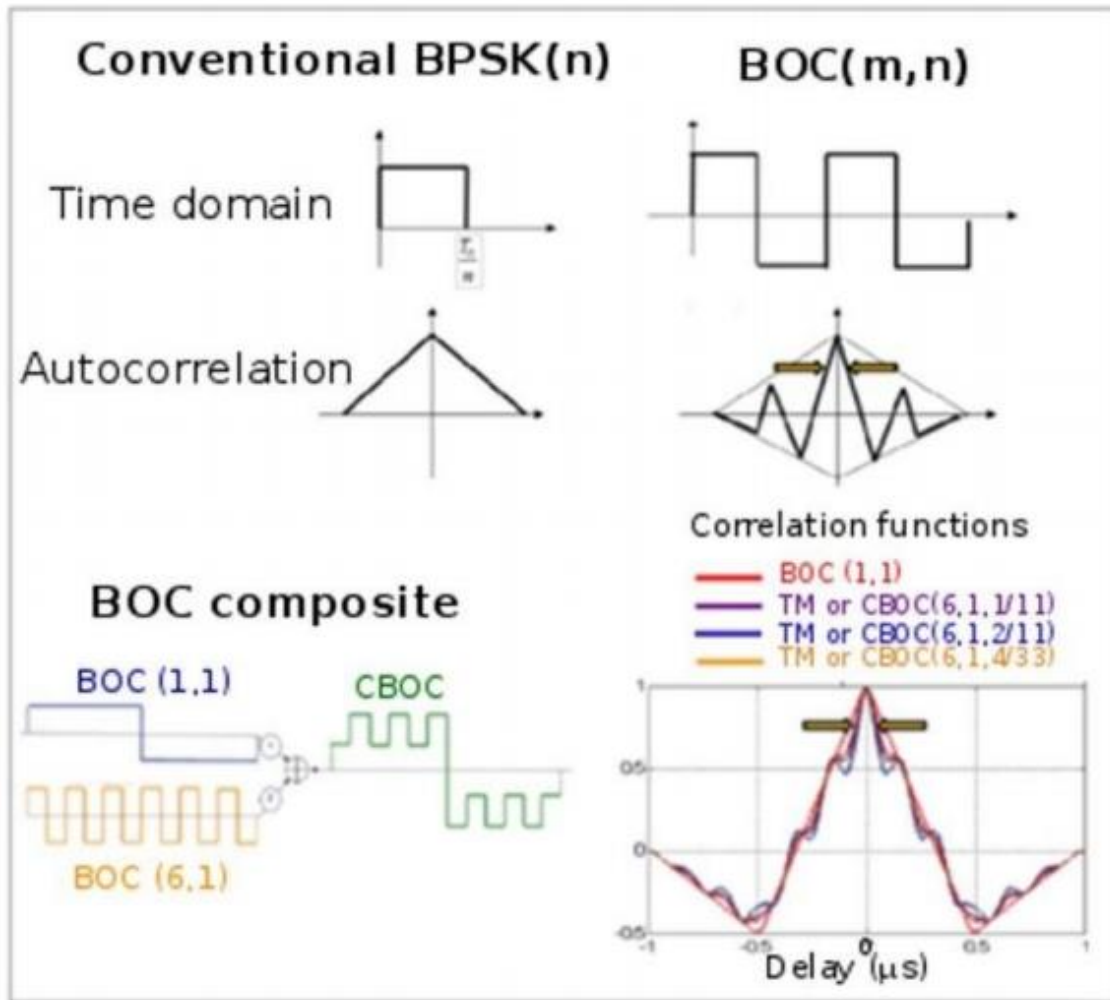 Conventional BPSK(n)
BOC(m,n)
Time domain
n
Autocorrelation
Correlation functions
BOC (1,1)
TM or CBOC(6,1,1/11)
TM or CBOC(6,1,2/11)
TM or CBOC(6,1,4/33)
BOC composite
BOC (1,1)
CBOC
BOC (6,1)
1
0.5
0
-0.5
-1 -0.5 0 0.5 1
Delay (μs)